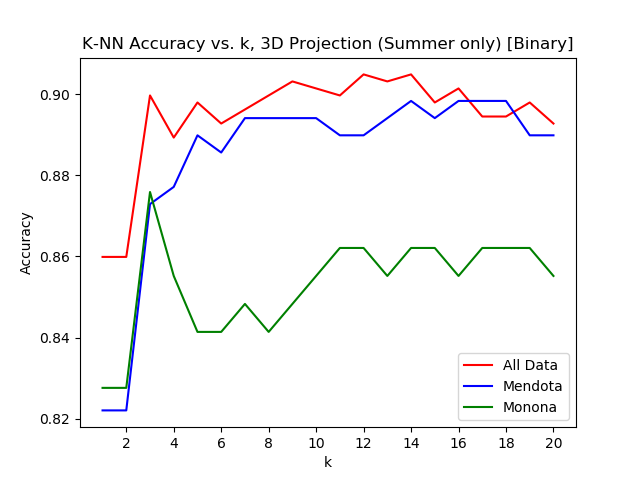 K-NN Accuracy vs. k, 3D Projection (Summer only) [Binary]
0.90
0.88
0.86
0.84
0.82
Accuracy
2 4 6 8 10 12 14 16 18 20
k
All Data
Mendota
Monona